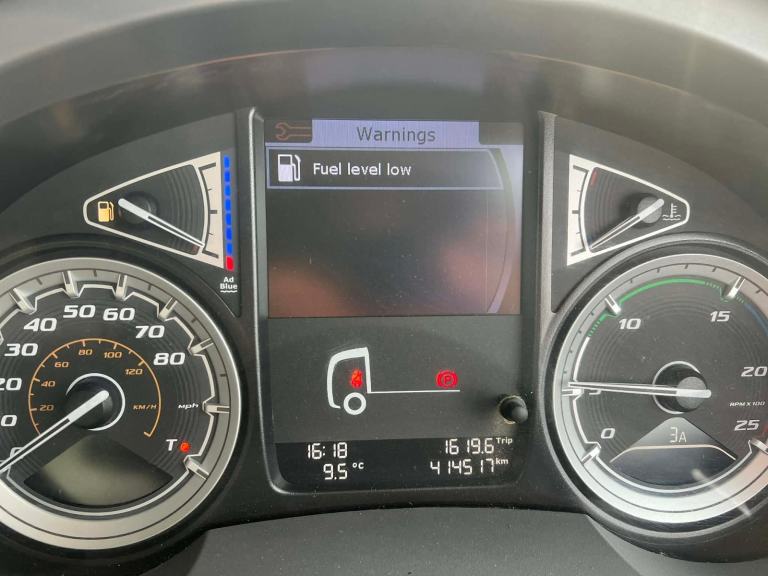 Warnings
Fuel level low
Ad
Blue
0
20
30
40
50
60
70
80
mph
20
40
60
80
100
120
KM/H
T
P
0
5
10
15
20
25
RPM X 100
3A
16:18
1619.6 Trip
9.5 °C
414517 km